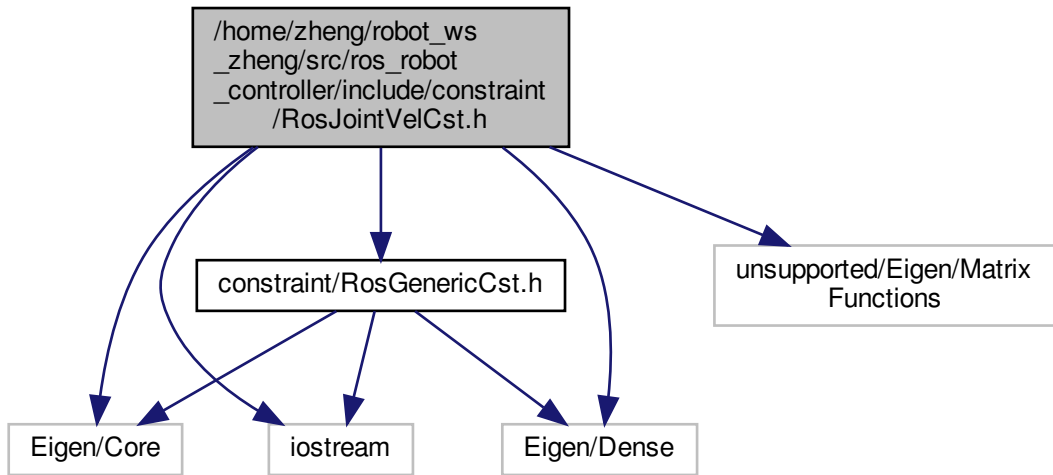 /home/zheng/robot_ws
_zheng/src/ros_robot
_controller/include/constraint
/RosJointVelCst.h
constraint/RosGenericCst.h
unsupported/Eigen/Matrix
Functions
Eigen/Core
iostream
Eigen/Dense